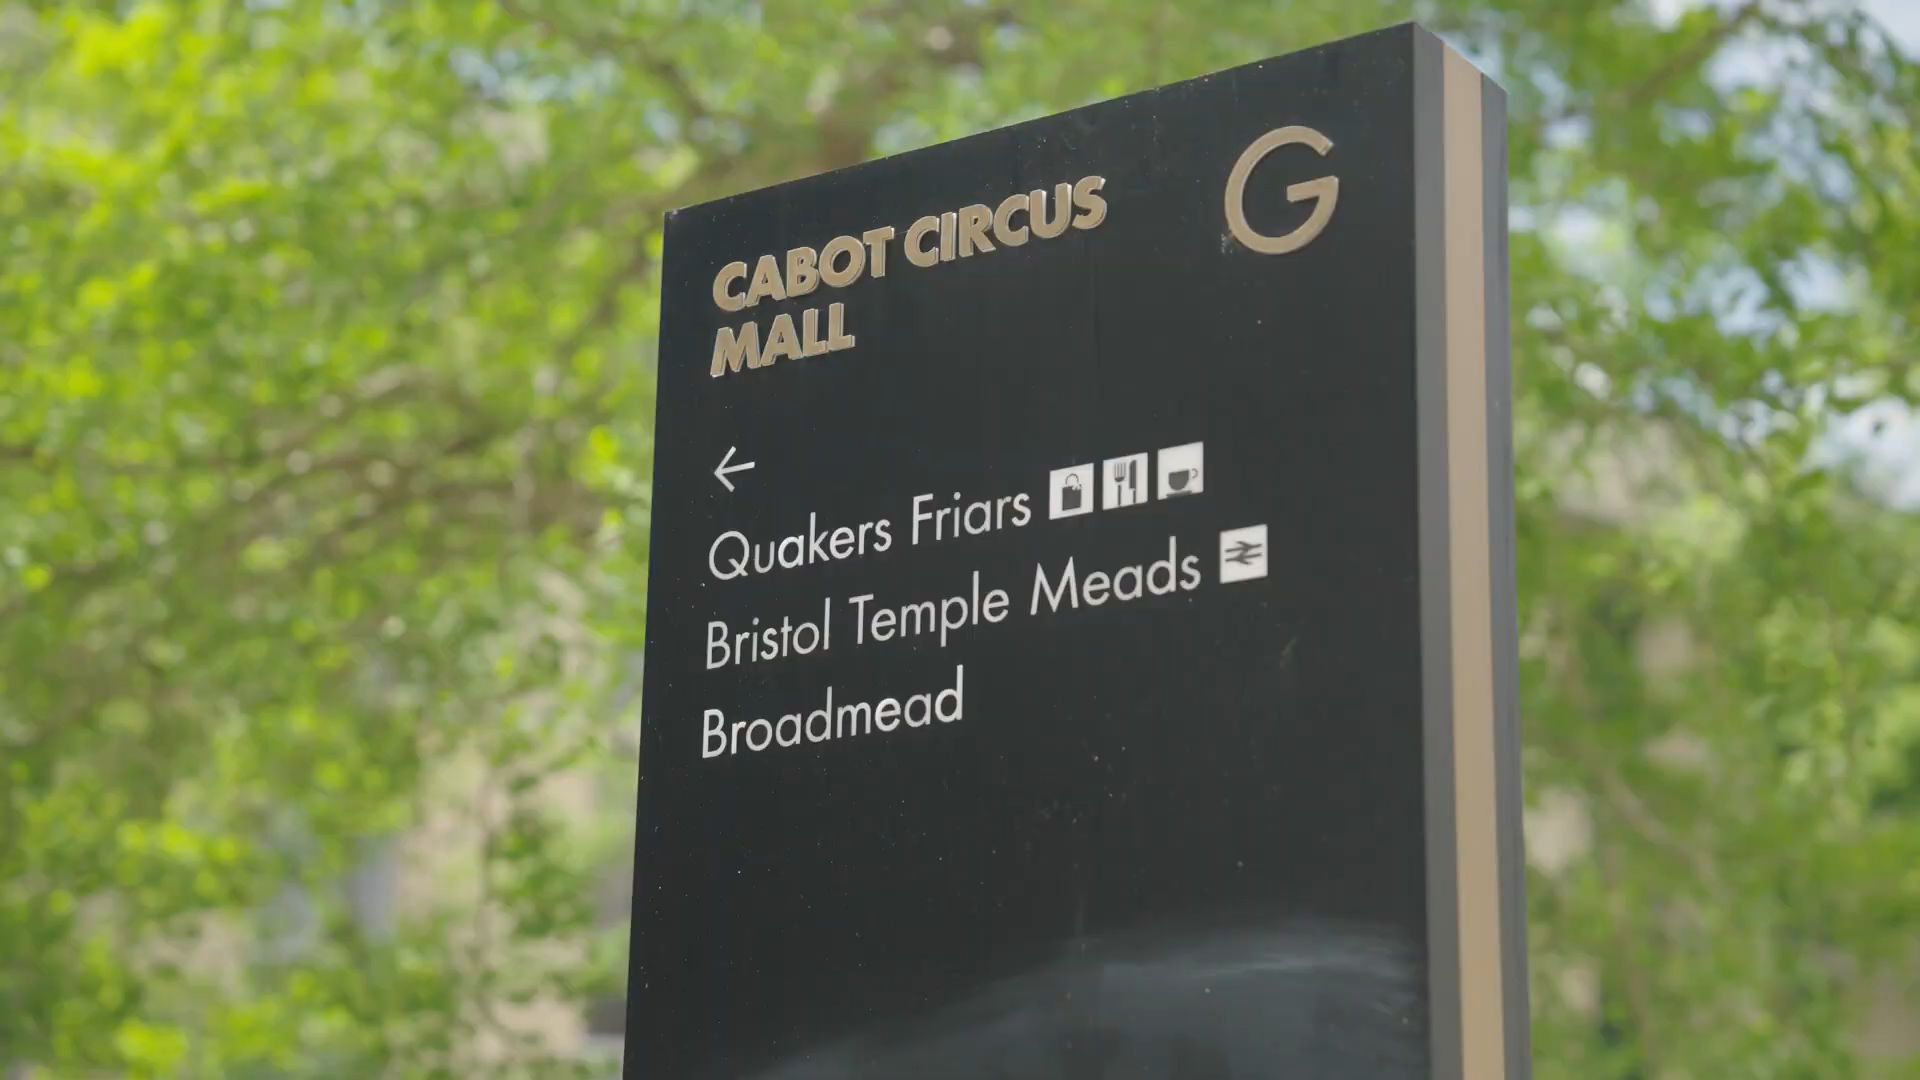 CABOT CIRCUS G
MALL
←
Quakers Friars
Bristol Temple Meads
Broadmead